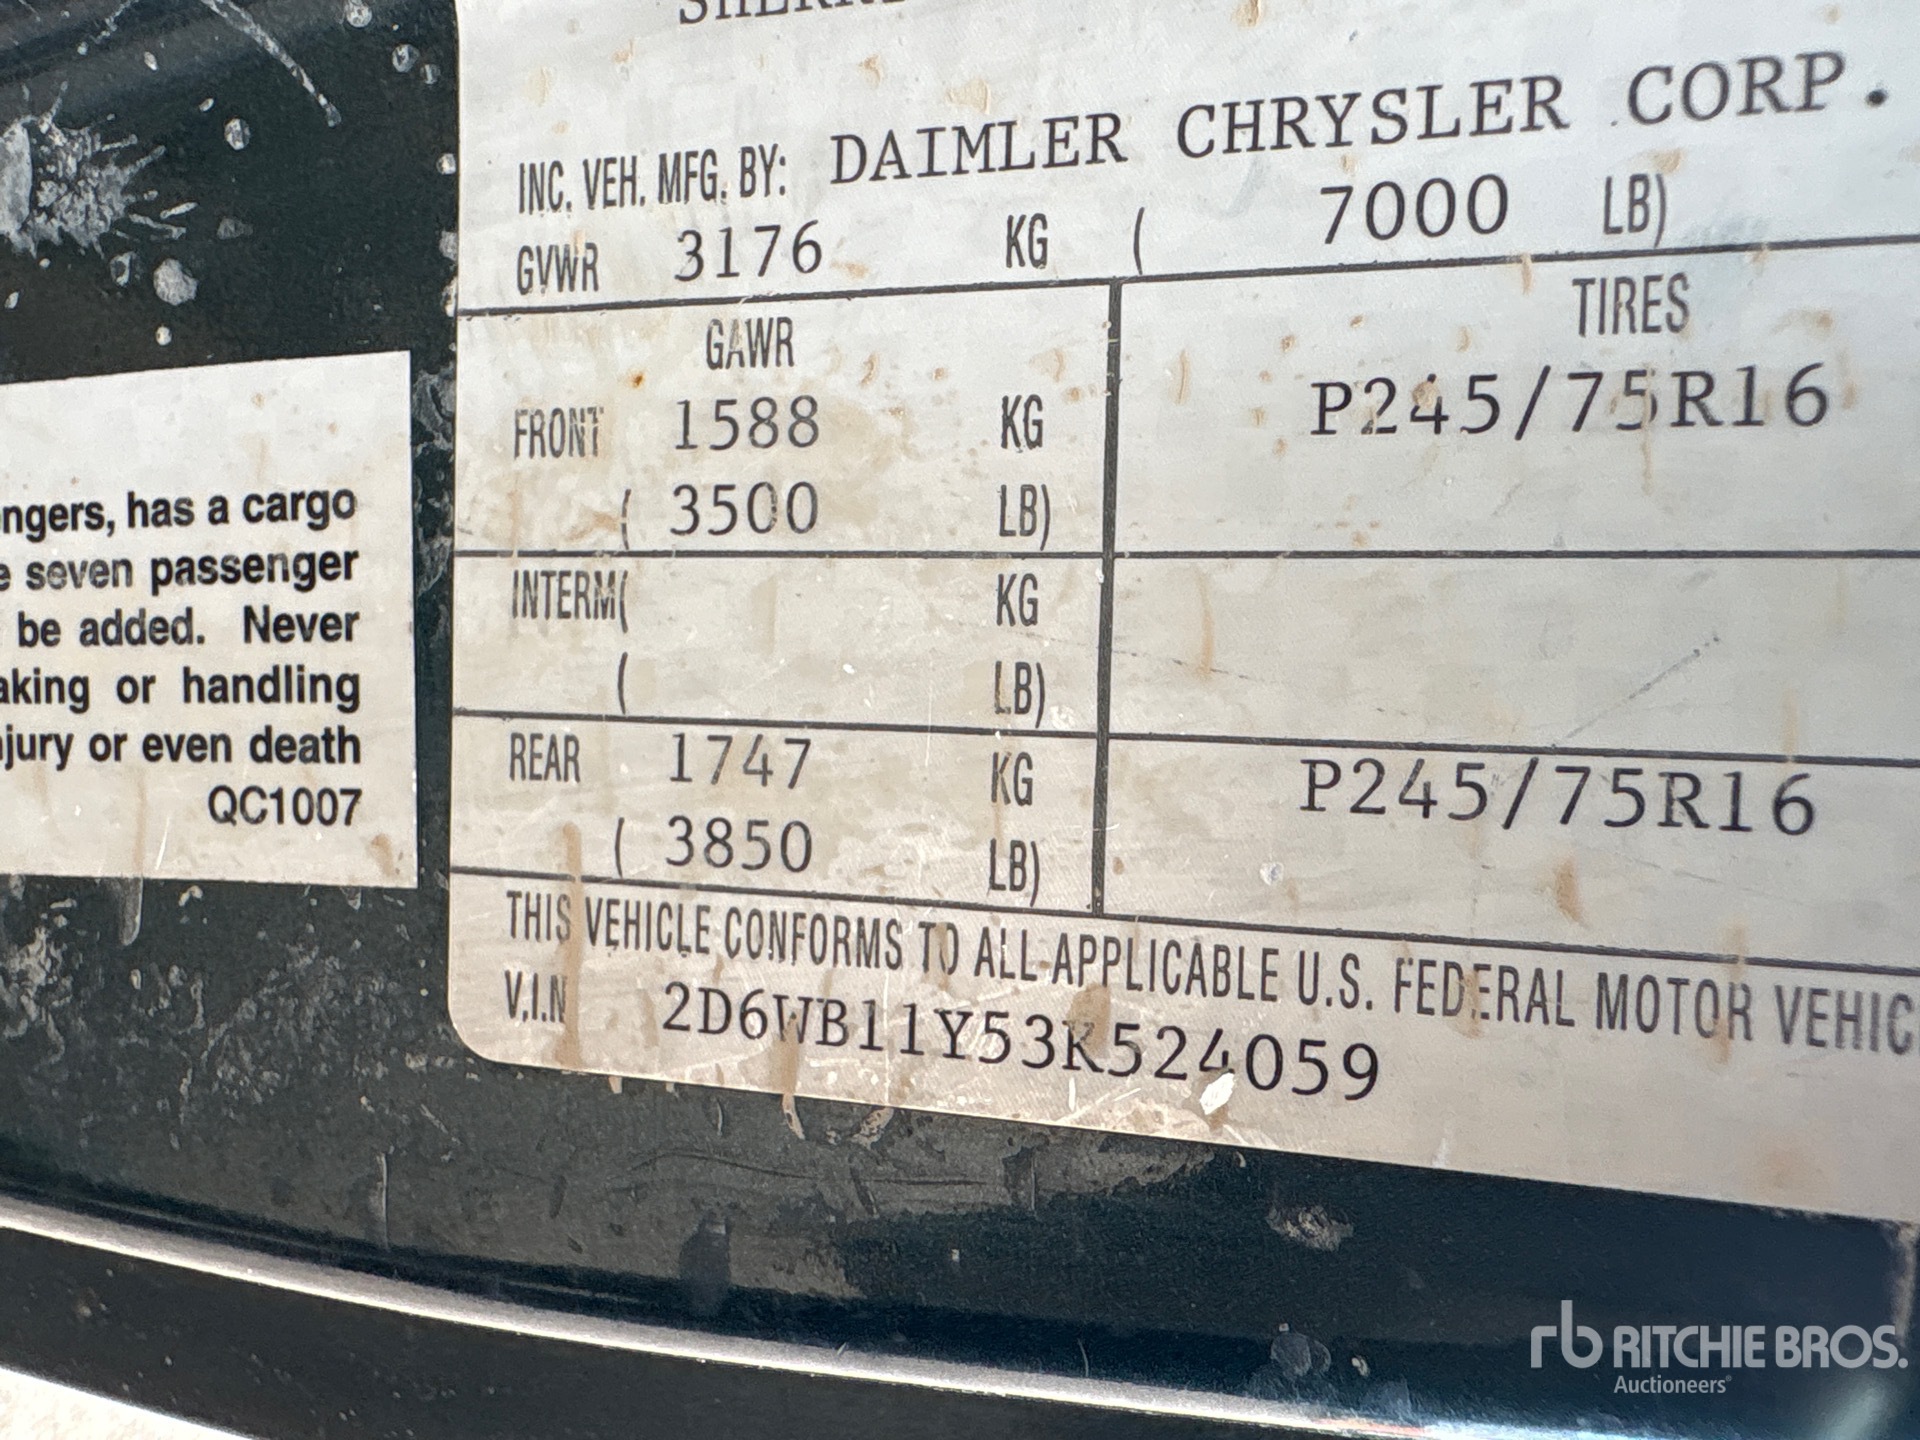 INC. VEH. MFG. BY: DAIMLER CHRYSLER CORP.
GVWR 3176 KG ( 7000 LB)
GAWR TIRES
FRONT 1588 KG P245/75R16
( 3500 LB)
INTERM( KG
( LB)
REAR 1747 KG P245/75R16
( 3850 LB)
THIS VEHICLE CONFORMS TO ALL APPLICABLE U.S. FEDERAL MOTOR VEHIC
V.I.N 2D6WB11Y53K524059
ngers, has a cargo
e seven passenger
be added. Never
aking or handling
jury or even death
QC1007
rb RITCHIE BROS.
Auctioneers